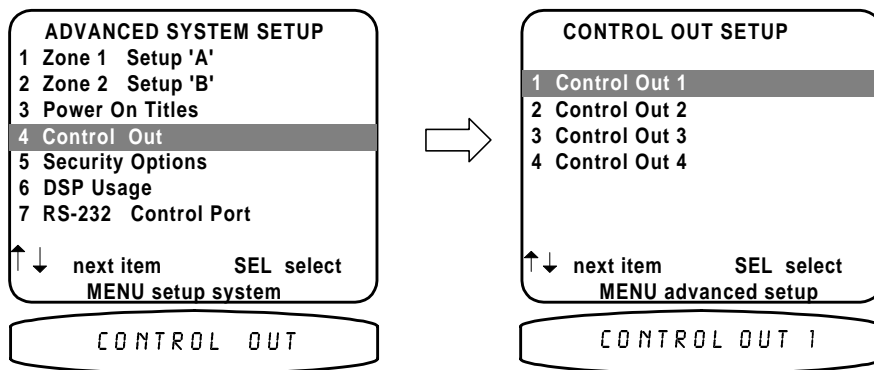 ADVANCED SYSTEM SETUP
1 Zone 1 Setup 'A'
2 Zone 2 Setup 'B'
3 Power On Titles
4 Control Out
5 Security Options
6 DSP Usage
7 RS-232 Control Port
↑↓ next item SEL select
MENU setup system
CONTROL OUT
CONTROL OUT SETUP
1 Control Out 1
2 Control Out 2
3 Control Out 3
4 Control Out 4
↑↓ next item SEL select
MENU advanced setup
CONTROL OUT 1